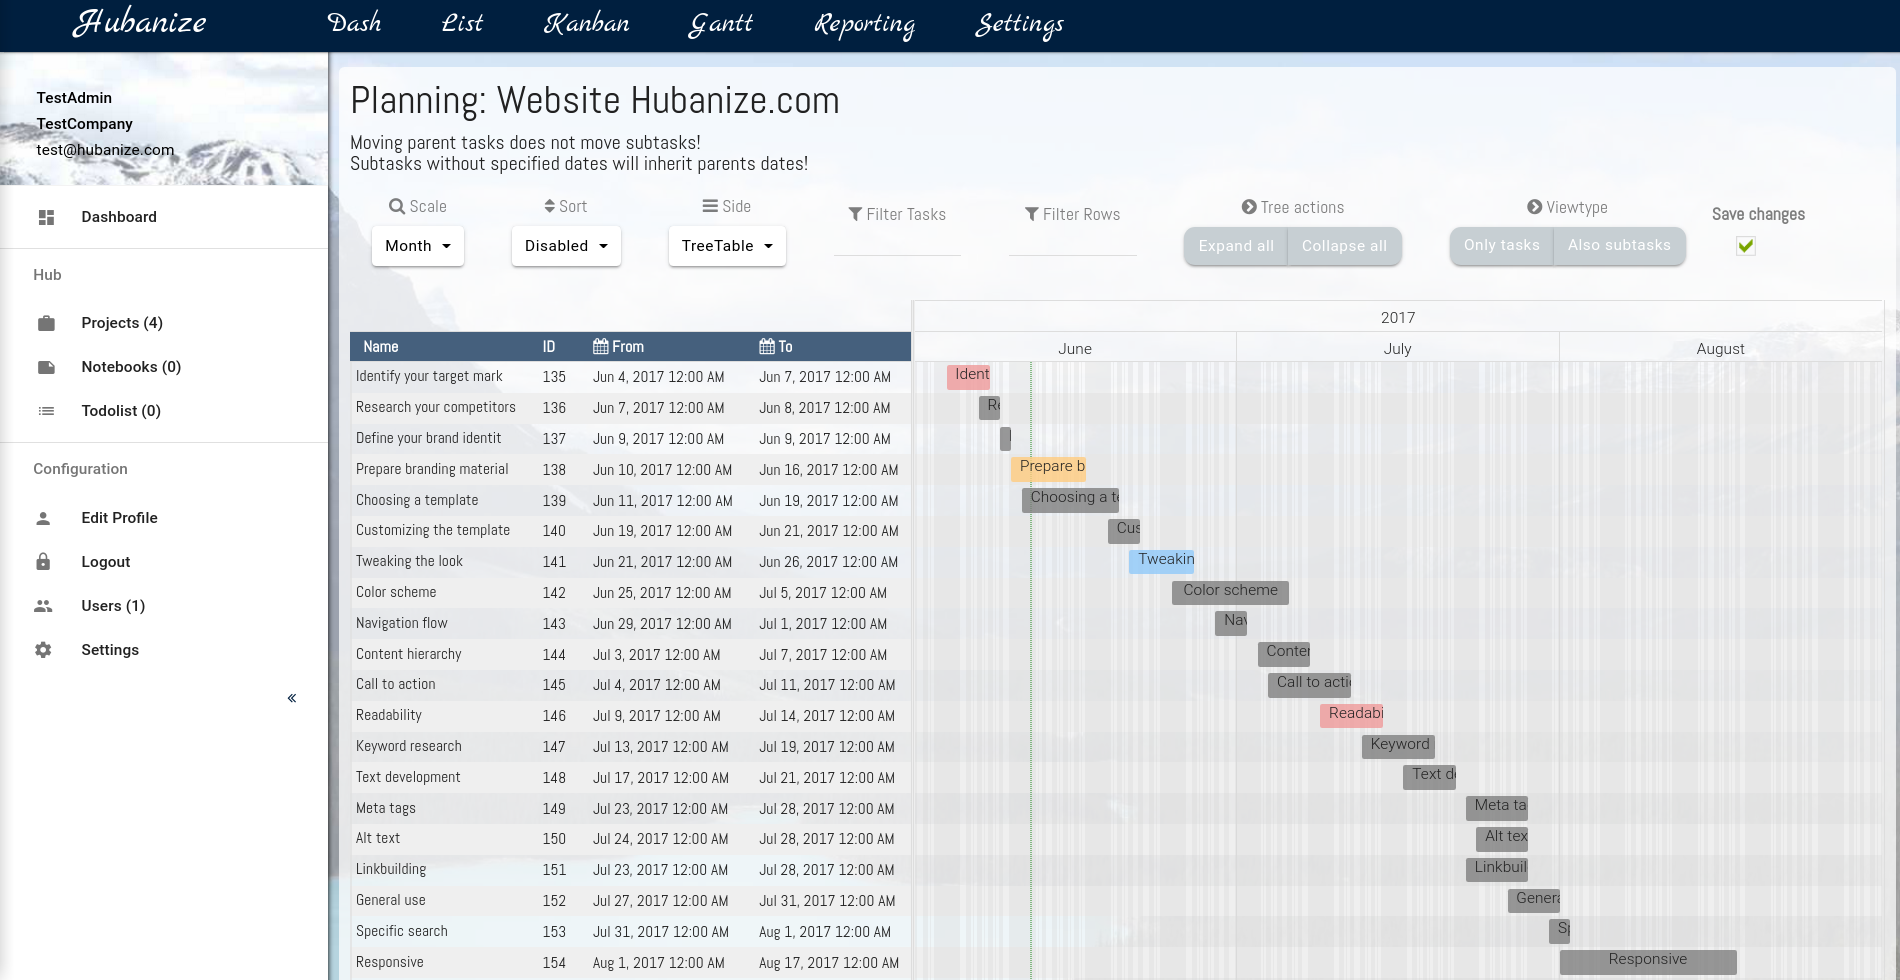 Hubanize Dash List Kanban Gantt Reporting Settings
TestAdmin
TestCompany
test@hubanize.com
Dashboard
Hub
Projects (4)
Notebooks (0)
Todolist (0)
Configuration
Edit Profile
Logout
Users (1)
Settings
«
Planning: Website Hubanize.com
Moving parent tasks does not move subtasks!
Subtasks without specified dates will inherit parents dates!
Scale Sort Side Filter Tasks Filter Rows Tree actions Viewtype Save changes
Month Disabled TreeTable Expand all Collapse all Only tasks Also subtasks
2017
June July August
Name ID From To
Identify your target mark 135 Jun 4, 2017 12:00 AM Jun 7, 2017 12:00 AM Ident
Research your competitors 136 Jun 7, 2017 12:00 AM Jun 8, 2017 12:00 AM Re
Define your brand identit 137 Jun 9, 2017 12:00 AM Jun 9, 2017 12:00 AM
Prepare branding material 138 Jun 10, 2017 12:00 AM Jun 16, 2017 12:00 AM Prepare b
Choosing a template 139 Jun 11, 2017 12:00 AM Jun 19, 2017 12:00 AM Choosing a te
Customizing the template 140 Jun 19, 2017 12:00 AM Jun 21, 2017 12:00 AM Cus
Tweaking the look 141 Jun 21, 2017 12:00 AM Jun 26, 2017 12:00 AM Tweakin
Color scheme 142 Jun 25, 2017 12:00 AM Jul 5, 2017 12:00 AM Color scheme
Navigation flow 143 Jun 29, 2017 12:00 AM Jul 1, 2017 12:00 AM Nav
Content hierarchy 144 Jul 3, 2017 12:00 AM Jul 7, 2017 12:00 AM Conter
Call to action 145 Jul 4, 2017 12:00 AM Jul 11, 2017 12:00 AM Call to actio
Readability 146 Jul 9, 2017 12:00 AM Jul 14, 2017 12:00 AM Readabi
Keyword research 147 Jul 13, 2017 12:00 AM Jul 19, 2017 12:00 AM Keyword
Text development 148 Jul 17, 2017 12:00 AM Jul 21, 2017 12:00 AM Text de
Meta tags 149 Jul 23, 2017 12:00 AM Jul 28, 2017 12:00 AM Meta ta
Alt text 150 Jul 24, 2017 12:00 AM Jul 28, 2017 12:00 AM Alt tex
Linkbuilding 151 Jul 23, 2017 12:00 AM Jul 28, 2017 12:00 AM Linkbuil
General use 152 Jul 27, 2017 12:00 AM Jul 31, 2017 12:00 AM Genera
Specific search 153 Jul 31, 2017 12:00 AM Aug 1, 2017 12:00 AM Sp
Responsive 154 Aug 1, 2017 12:00 AM Aug 17, 2017 12:00 AM Responsive